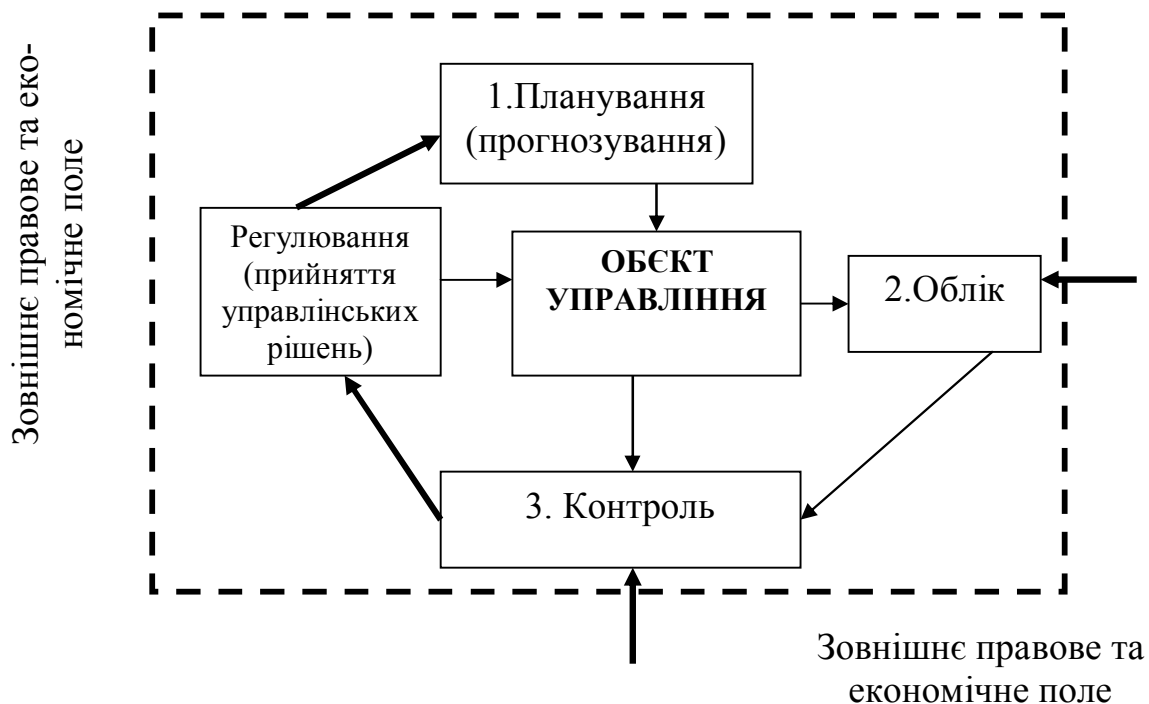 Зовнішнє правове та еко-
номічне поле
1.Планування
(прогнозування)
Регулювання
(прийняття
управлінських
рішень)
ОБЄКТ
УПРАВЛІННЯ
2.Облік
3. Контроль
Зовнішнє правове та
економічне поле